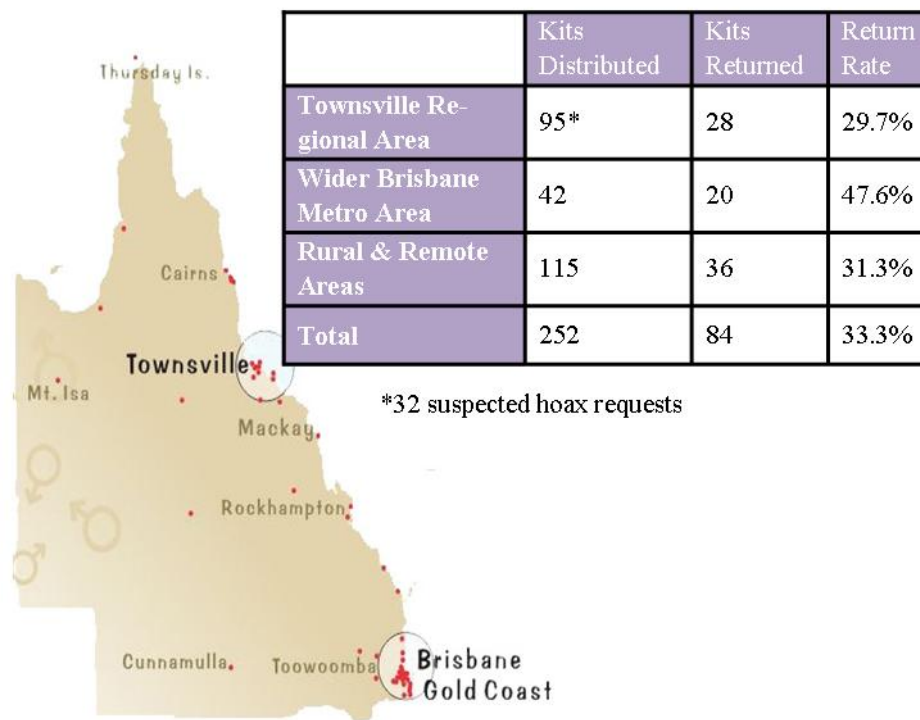 Kits
Distributed
Kits
Returned
Return
Rate
Townsville Re-
gional Area
95*
28
29.7%
Wider Brisbane
Metro Area
42
20
47.6%
Rural & Remote
Areas
115
36
31.3%
Total
252
84
33.3%
*32 suspected hoax requests
Thursday Is.
Cairns
Townsville
Mt. Isa
Mackay
Rockhampton
Cunnamulla
Toowoomba
Brisbane
Gold Coast